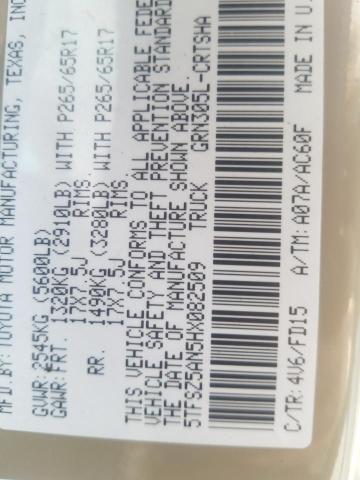 MFD.BY: TOYOTA MOTOR MANUFACTURING, TEXAS, INC
GVWR: 2545KG (5600LB)
GAWR: FRT. 1320KG (2910LB) WITH P265/65R17
17X7.5J RIMS.
RR. 1490KG (3280LB) WITH P265/65R17
17X7.5J RIMS
THIS VEHICLE CONFORMS TO ALL APPLICABLE FEDE
VEHICLE SAFETY AND THEFT PREVENTION STANDARD
THE DATE OF MANUFACTURE SHOWN ABOVE.
5TFSZ5AN5HX082509 TRUCK GRN305L-CRTSHA
C/TR: 4V6/FD15 A/TM: A07A/AC60F MADE IN U.